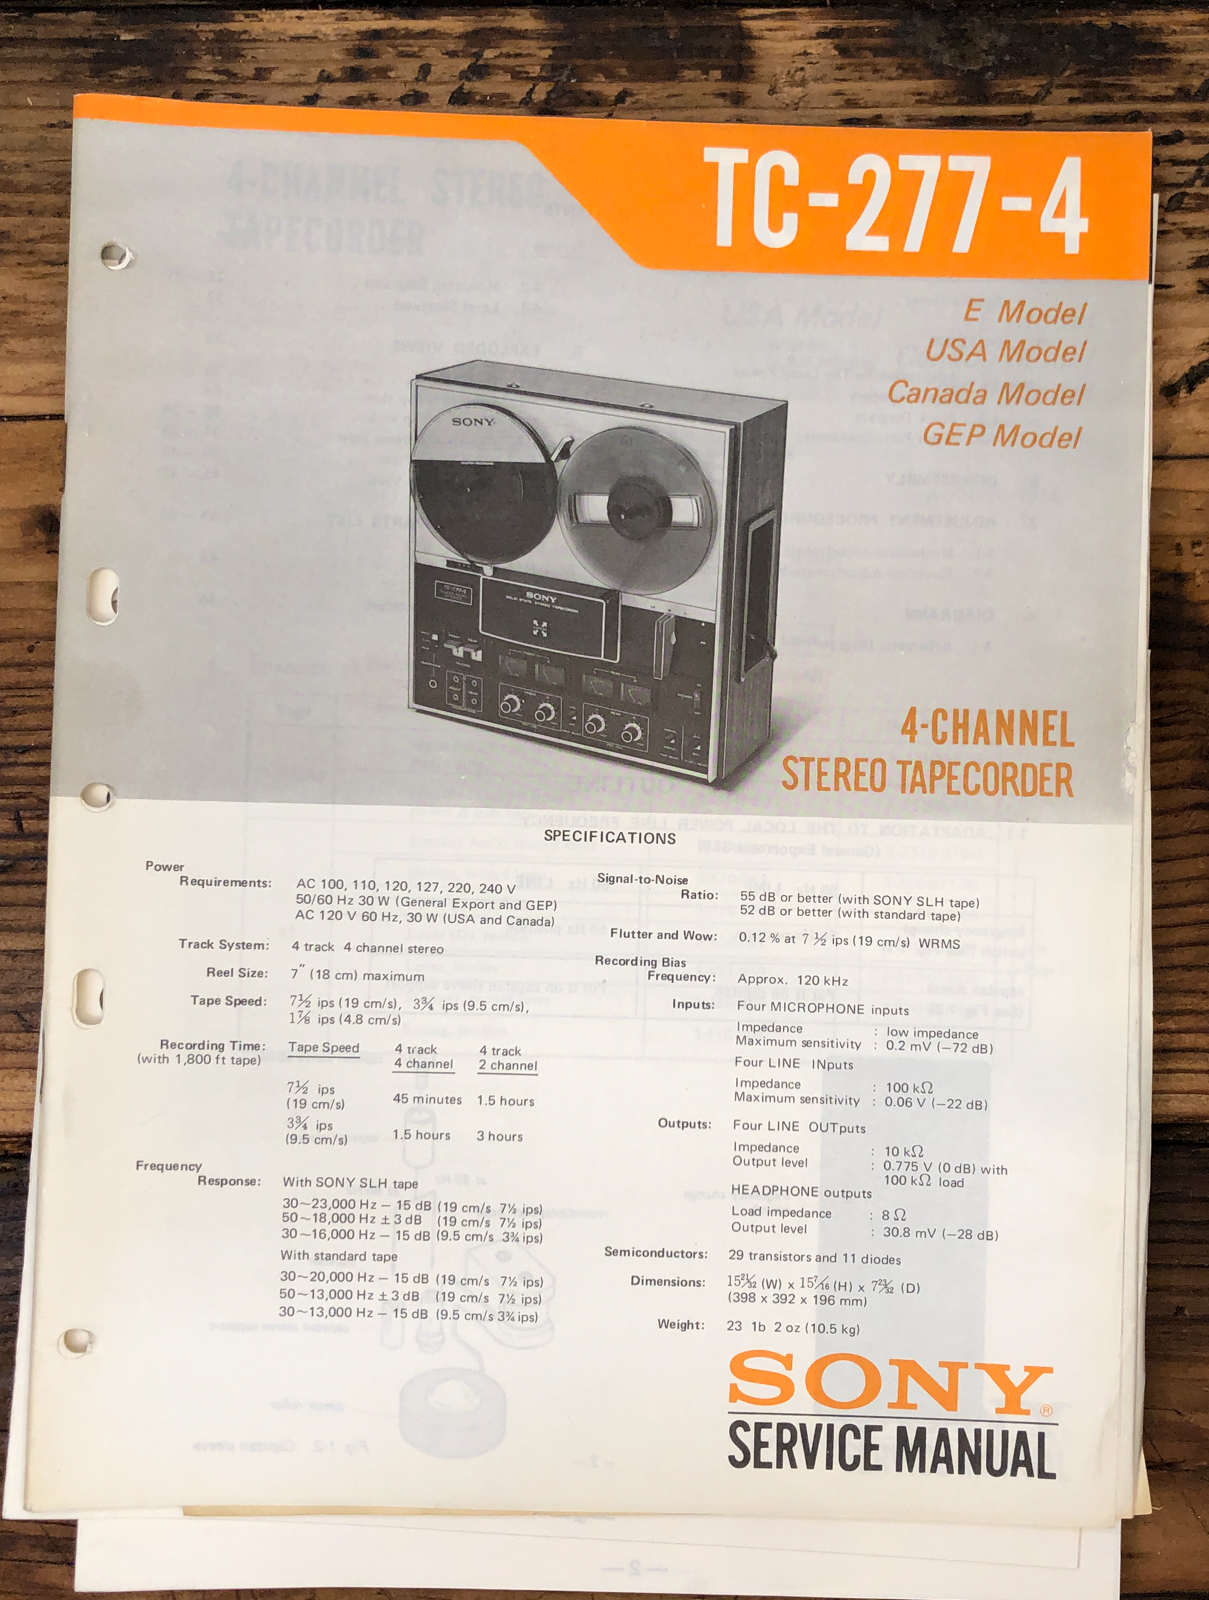 TC-277-4
E Model
USA Model
Canada Model
GEP Model
SONY
TC-277-4
SONY
SOLID STATE STEREO TAPECORDER
4-CHANNEL
STEREO TAPECORDER
SPECIFICATIONS
Power
Requirements: AC 100, 110, 120, 127, 220, 240 V
50/60 Hz 30 W (General Export and GEP)
AC 120 V 60 Hz, 30 W (USA and Canada)
Track System: 4 track 4 channel stereo
Reel Size: 7″ (18 cm) maximum
Tape Speed: 7½ ips (19 cm/s), 3¾ ips (9.5 cm/s),
1⅞ ips (4.8 cm/s)
Recording Time: Tape Speed 4 track 4 track
(with 1,800 ft tape) 4 channel 2 channel
7½ ips
(19 cm/s) 45 minutes 1.5 hours
3¾ ips
(9.5 cm/s) 1.5 hours 3 hours
Frequency
Response: With SONY SLH tape
30~23,000 Hz − 15 dB (19 cm/s 7½ ips)
50~18,000 Hz ± 3 dB (19 cm/s 7½ ips)
30~16,000 Hz − 15 dB (9.5 cm/s 3¾ ips)
With standard tape
30~20,000 Hz − 15 dB (19 cm/s 7½ ips)
50~13,000 Hz ± 3 dB (19 cm/s 7½ ips)
30~13,000 Hz − 15 dB (9.5 cm/s 3¾ ips)
Signal-to-Noise
Ratio: 55 dB or better (with SONY SLH tape)
52 dB or better (with standard tape)
Flutter and Wow: 0.12 % at 7 ½ ips (19 cm/s) WRMS
Recording Bias
Frequency: Approx. 120 kHz
Inputs: Four MICROPHONE inputs
Impedance : low impedance
Maximum sensitivity : 0.2 mV (−72 dB)
Four LINE INputs
Impedance : 100 kΩ
Maximum sensitivity : 0.06 V (−22 dB)
Outputs: Four LINE OUTputs
Impedance : 10 kΩ
Output level : 0.775 V (0 dB) with
100 kΩ load
HEADPHONE outputs
Load impedance : 8 Ω
Output level : 30.8 mV (−28 dB)
Semiconductors: 29 transistors and 11 diodes
Dimensions: 15 21/32 (W) x 15 7/16 (H) x 7 23/32 (D)
(398 x 392 x 196 mm)
Weight: 23 1b 2 oz (10.5 kg)
SONY®
SERVICE MANUAL